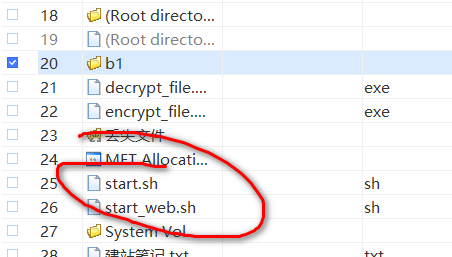 18 (Root directo...
19 (Root directo...
20 b1
21 decrypt_file.... exe
22 encrypt_file.... exe
23 丢失文件
24 MFT Allocati...
25 start.sh sh
26 start_web.sh sh
27 System Vol...
28 建站笔记.txt txt